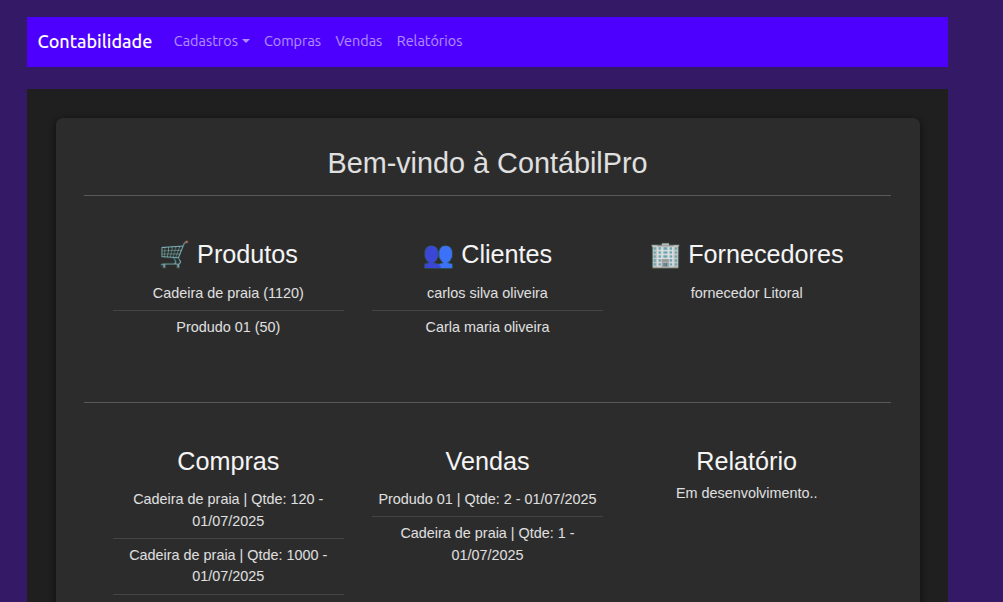 Contabilidade Cadastros Compras Vendas Relatórios
Bem-vindo à ContábilPro
Produtos
Cadeira de praia (1120)
Produdo 01 (50)
Clientes
carlos silva oliveira
Carla maria oliveira
Fornecedores
fornecedor Litoral
Compras
Cadeira de praia | Qtde: 120 -
01/07/2025
Cadeira de praia | Qtde: 1000 -
01/07/2025
Vendas
Produdo 01 | Qtde: 2 - 01/07/2025
Cadeira de praia | Qtde: 1 -
01/07/2025
Relatório
Em desenvolvimento..